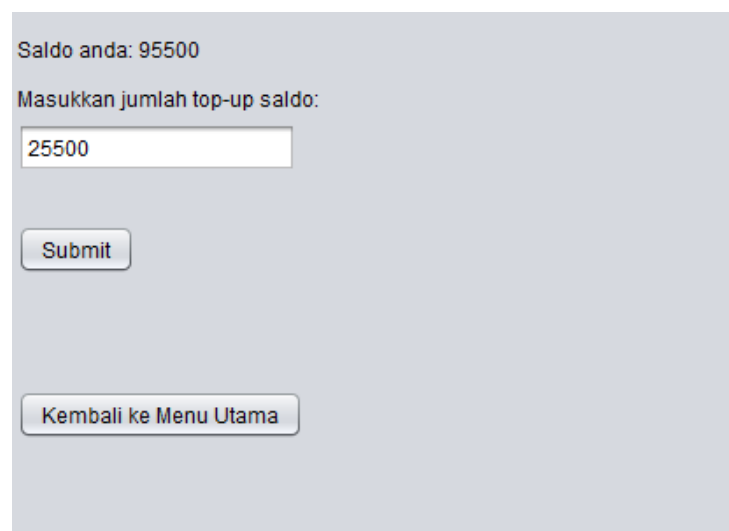 Saldo anda: 95500
Masukkan jumlah top-up saldo:
25500
Submit
Kembali ke Menu Utama